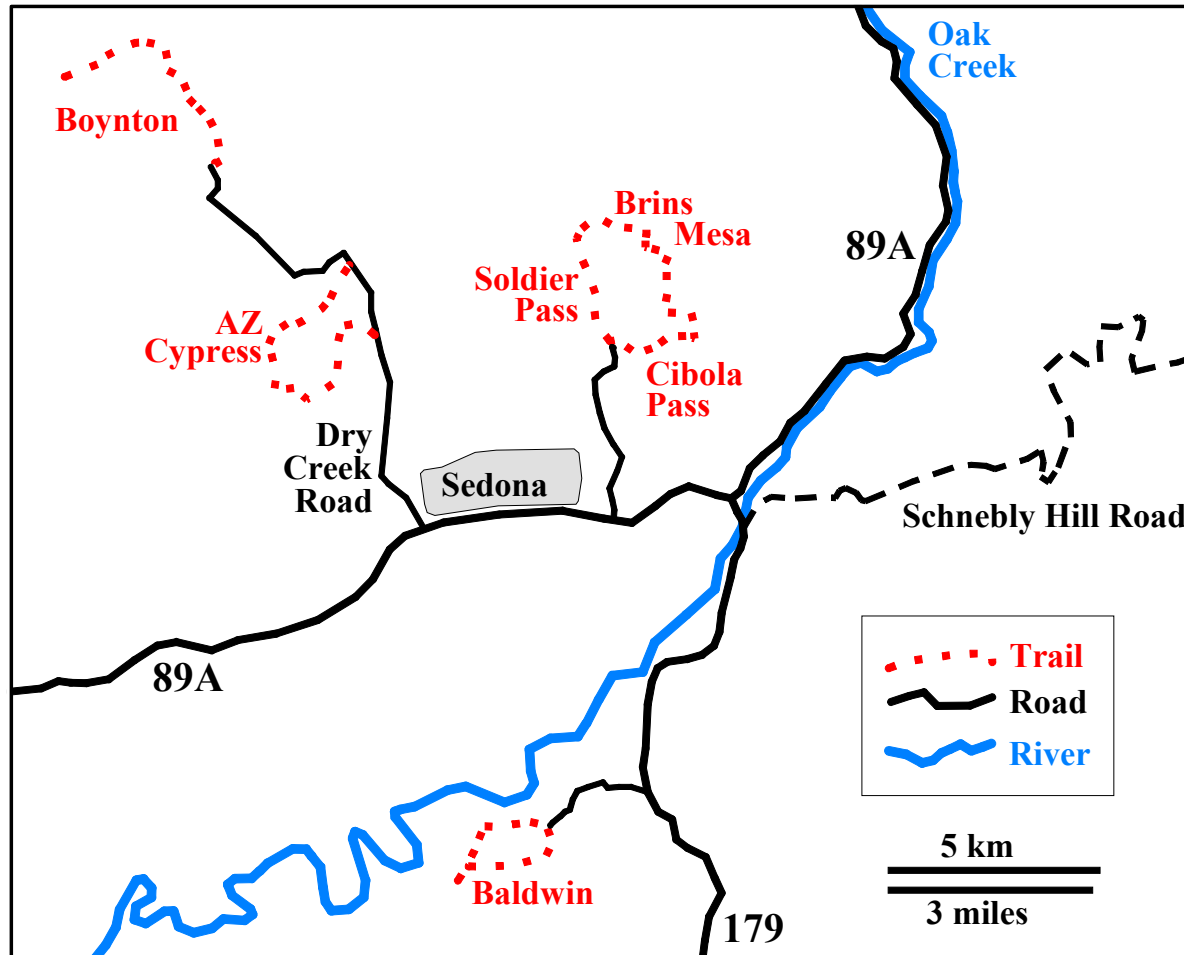 Oak
Creek
Boynton
Brins
Mesa
89A
Soldier
Pass
AZ
Cypress
Cibola
Pass
Dry
Creek
Road
Sedona
Schnebly Hill Road
89A
Trail
Road
River
Baldwin
179
5 km
3 miles